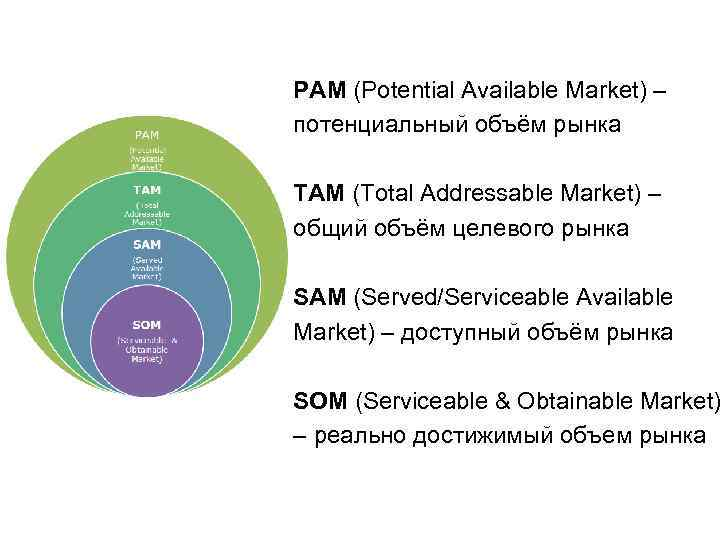 PAM
(Potential
Available
Market)
TAM
(Total
Addressable
Market)
SAM
(Served
Available
Market)
SOM
(Serviceable &
Obtainable
Market)
PAM (Potential Available Market) –
потенциальный объём рынка
TAM (Total Addressable Market) –
общий объём целевого рынка
SAM (Served/Serviceable Available
Market) – доступный объём рынка
SOM (Serviceable & Obtainable Market)
– реально достижимый объем рынка